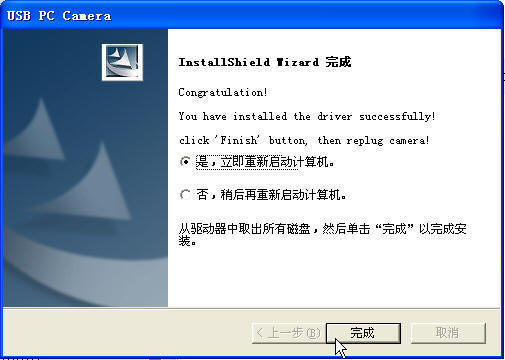 USB PC Camera
InstallShield Wizard 完成
Congratulation!
You have installed the driver successfully!
click 'Finish' button, then replug camera!
是，立即重新启动计算机。
否，稍后再重新启动计算机。
从驱动器中取出所有磁盘，然后单击“完成”以完成安
装。
< 上一步(B) 完成 取消